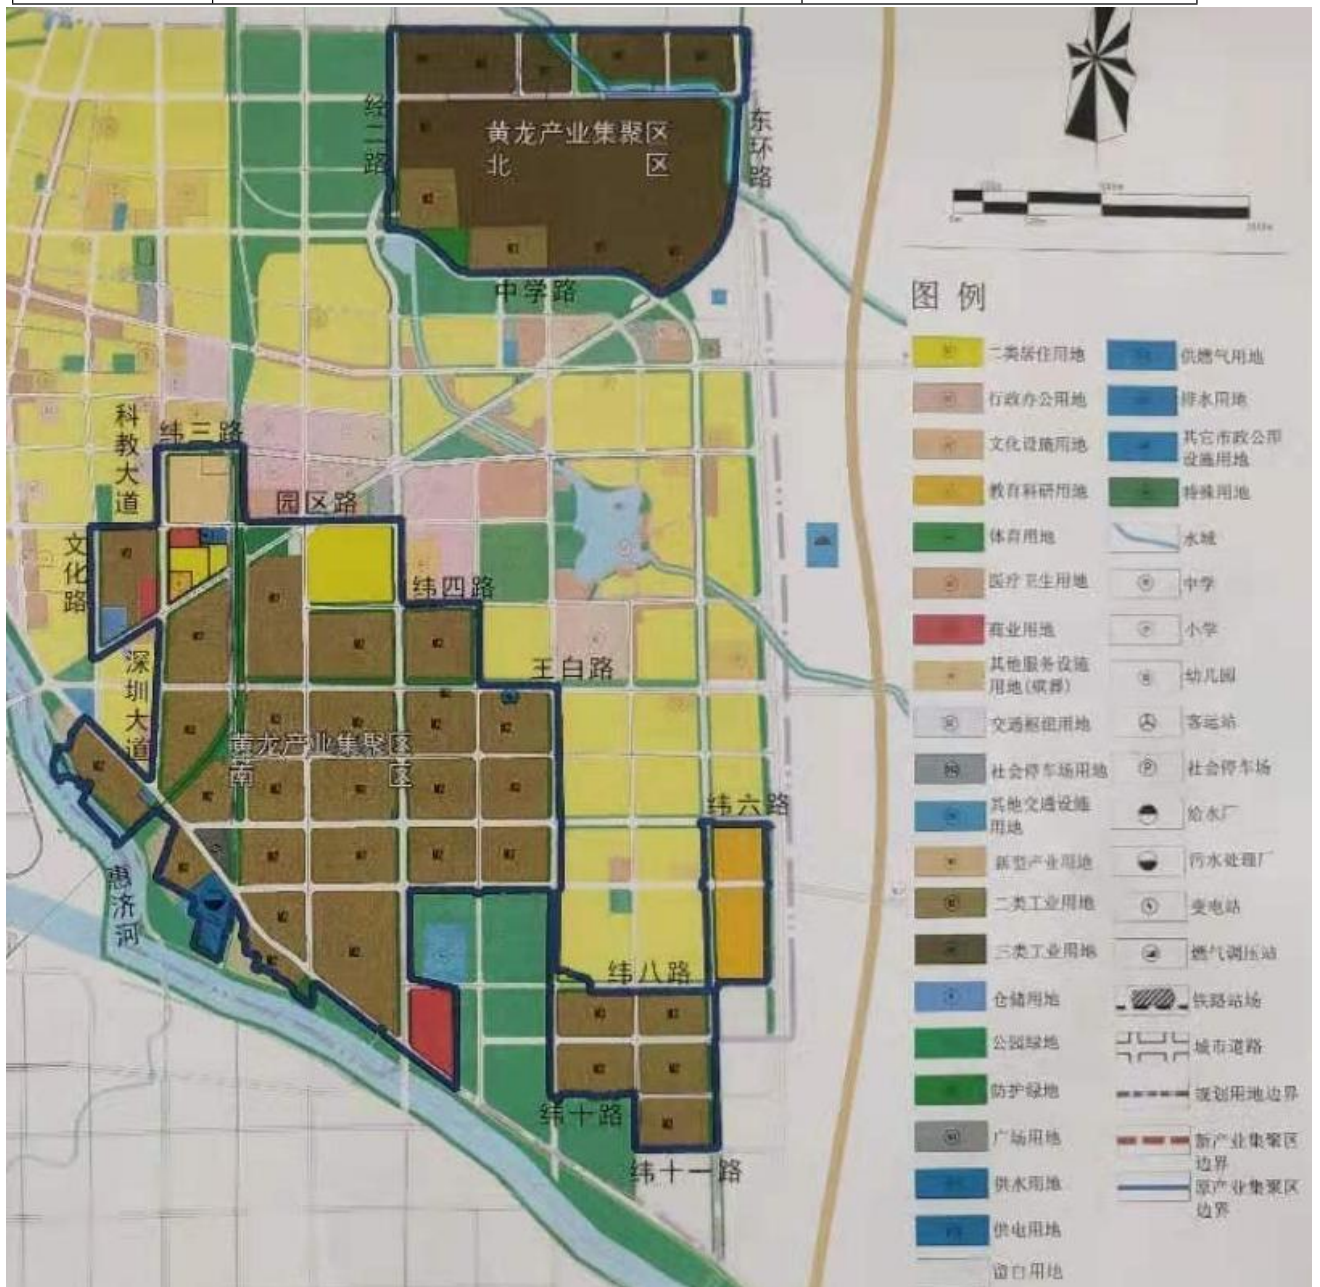 经二路
东环路
黄龙产业集聚区
北 区
中学路
科教大道
纬三路
园区路
文化路
纬四路
深圳大道
王白路
黄龙产业集聚区
南 区
纬六路
惠济河
纬八路
纬十路
纬十一路
图 例
二类居住用地
行政办公用地
文化设施用地
教育科研用地
体育用地
医疗卫生用地
商业用地
其他服务设施
用地(殡葬)
交通枢纽用地
社会停车场用地
其他交通设施
用地
新型产业用地
二类工业用地
三类工业用地
仓储用地
公园绿地
防护绿地
广场用地
供水用地
供电用地
留白用地
供燃气用地
排水用地
其它市政公用
设施用地
特殊用地
水域
中学
小学
幼儿园
客运站
社会停车场
给水厂
污水处理厂
变电站
燃气调压站
铁路站场
城市道路
规划用地边界
新产业集聚区
边界
原产业集聚区
边界